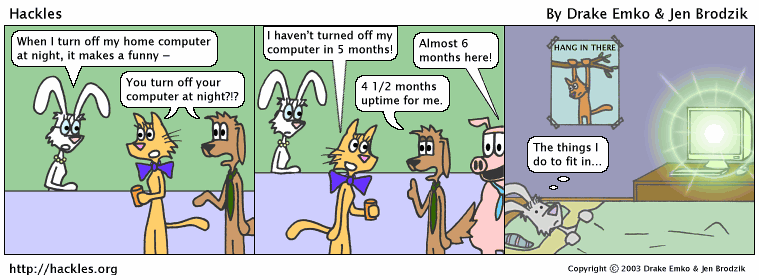 Hackles
By Drake Emko & Jen Brodzik
When I turn off my home computer
at night, it makes a funny –
You turn off your
computer at night?!?
I haven't turned off my
computer in 5 months!
4 1/2 months
uptime for me.
Almost 6
months here!
HANG IN THERE
The things I
do to fit in...
http://hackles.org
Copyright © 2003 Drake Emko & Jen Brodzik